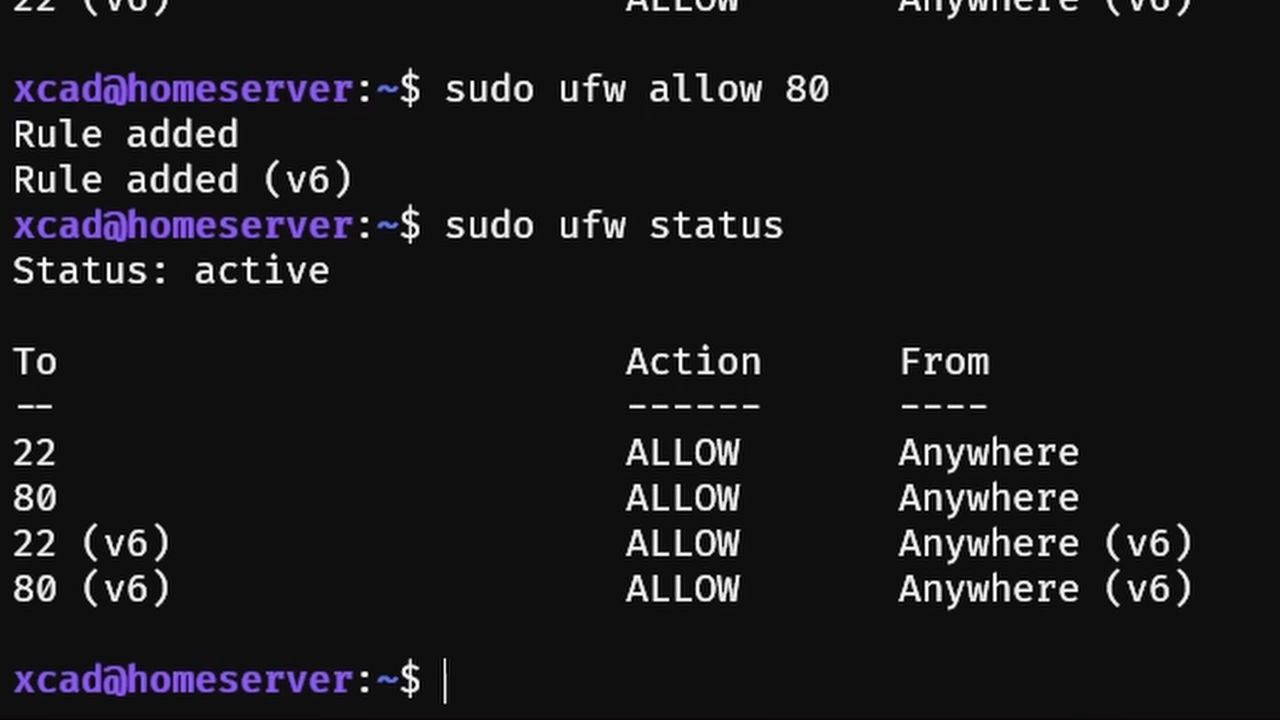 22 (v6)                    ALLOW       Anywhere (v6)
xcad@homeserver:~$ sudo ufw allow 80
Rule added
Rule added (v6)
xcad@homeserver:~$ sudo ufw status
Status: active
To                         Action      From
--                         ------      ----
22                         ALLOW       Anywhere
80                         ALLOW       Anywhere
22 (v6)                    ALLOW       Anywhere (v6)
80 (v6)                    ALLOW       Anywhere (v6)
xcad@homeserver:~$